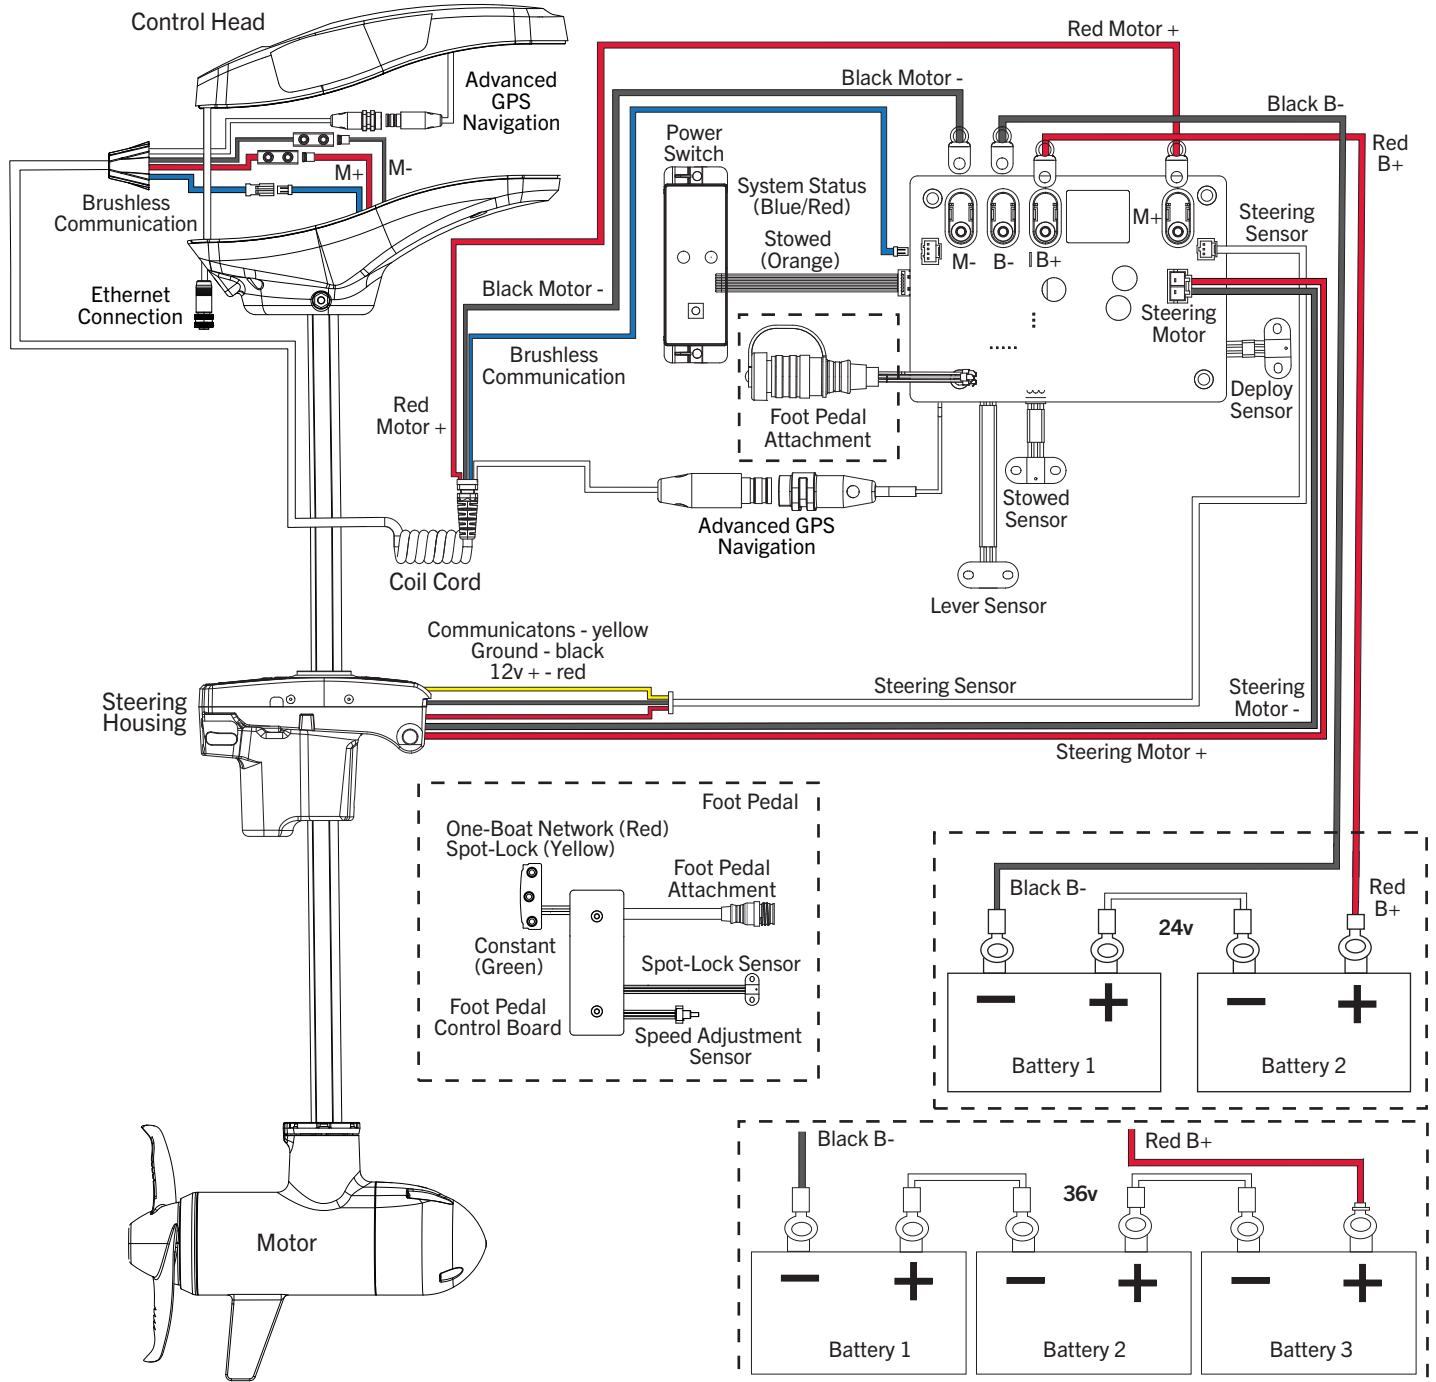 Control Head
Red Motor +
Black Motor -
Black B-
Red
B+
Advanced
GPS
Navigation
Power
Switch
System Status
(Blue/Red)
Stowed
(Orange)
M-
M+
Brushless
Communication
M-
B-
B+
M+
Steering
Sensor
Ethernet
Connection
Black Motor -
Steering
Motor
Brushless
Communication
Foot Pedal
Attachment
Deploy
Sensor
Red
Motor +
Stowed
Sensor
Advanced GPS
Navigation
Coil Cord
Lever Sensor
Communicatons - yellow
Ground - black
12v + - red
Steering Sensor
Steering
Motor -
Steering
Housing
Steering Motor +
Foot Pedal
One-Boat Network (Red)
Spot-Lock (Yellow)
Foot Pedal
Attachment
Constant
(Green)
Spot-Lock Sensor
Foot Pedal
Control Board
Speed Adjustment
Sensor
Black B-
24v
Red
B+
− +
− +
Battery 1
Battery 2
Motor
Black B-
Red B+
36v
− +
− +
− +
Battery 1
Battery 2
Battery 3